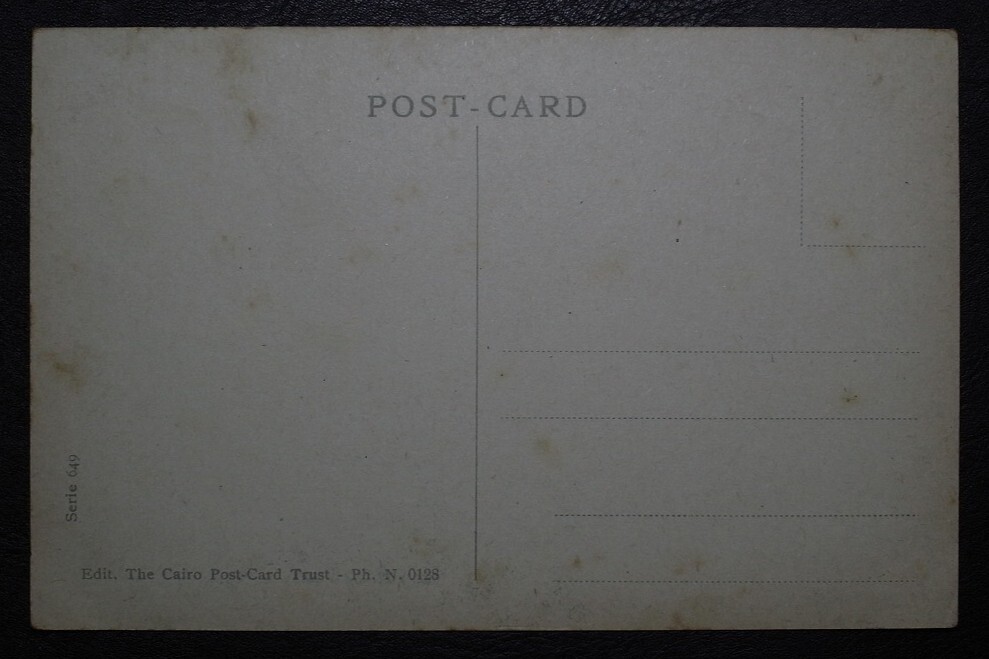 POST-CARD
Serie 649
Edit. The Cairo Post-Card Trust - Ph. N. 0128